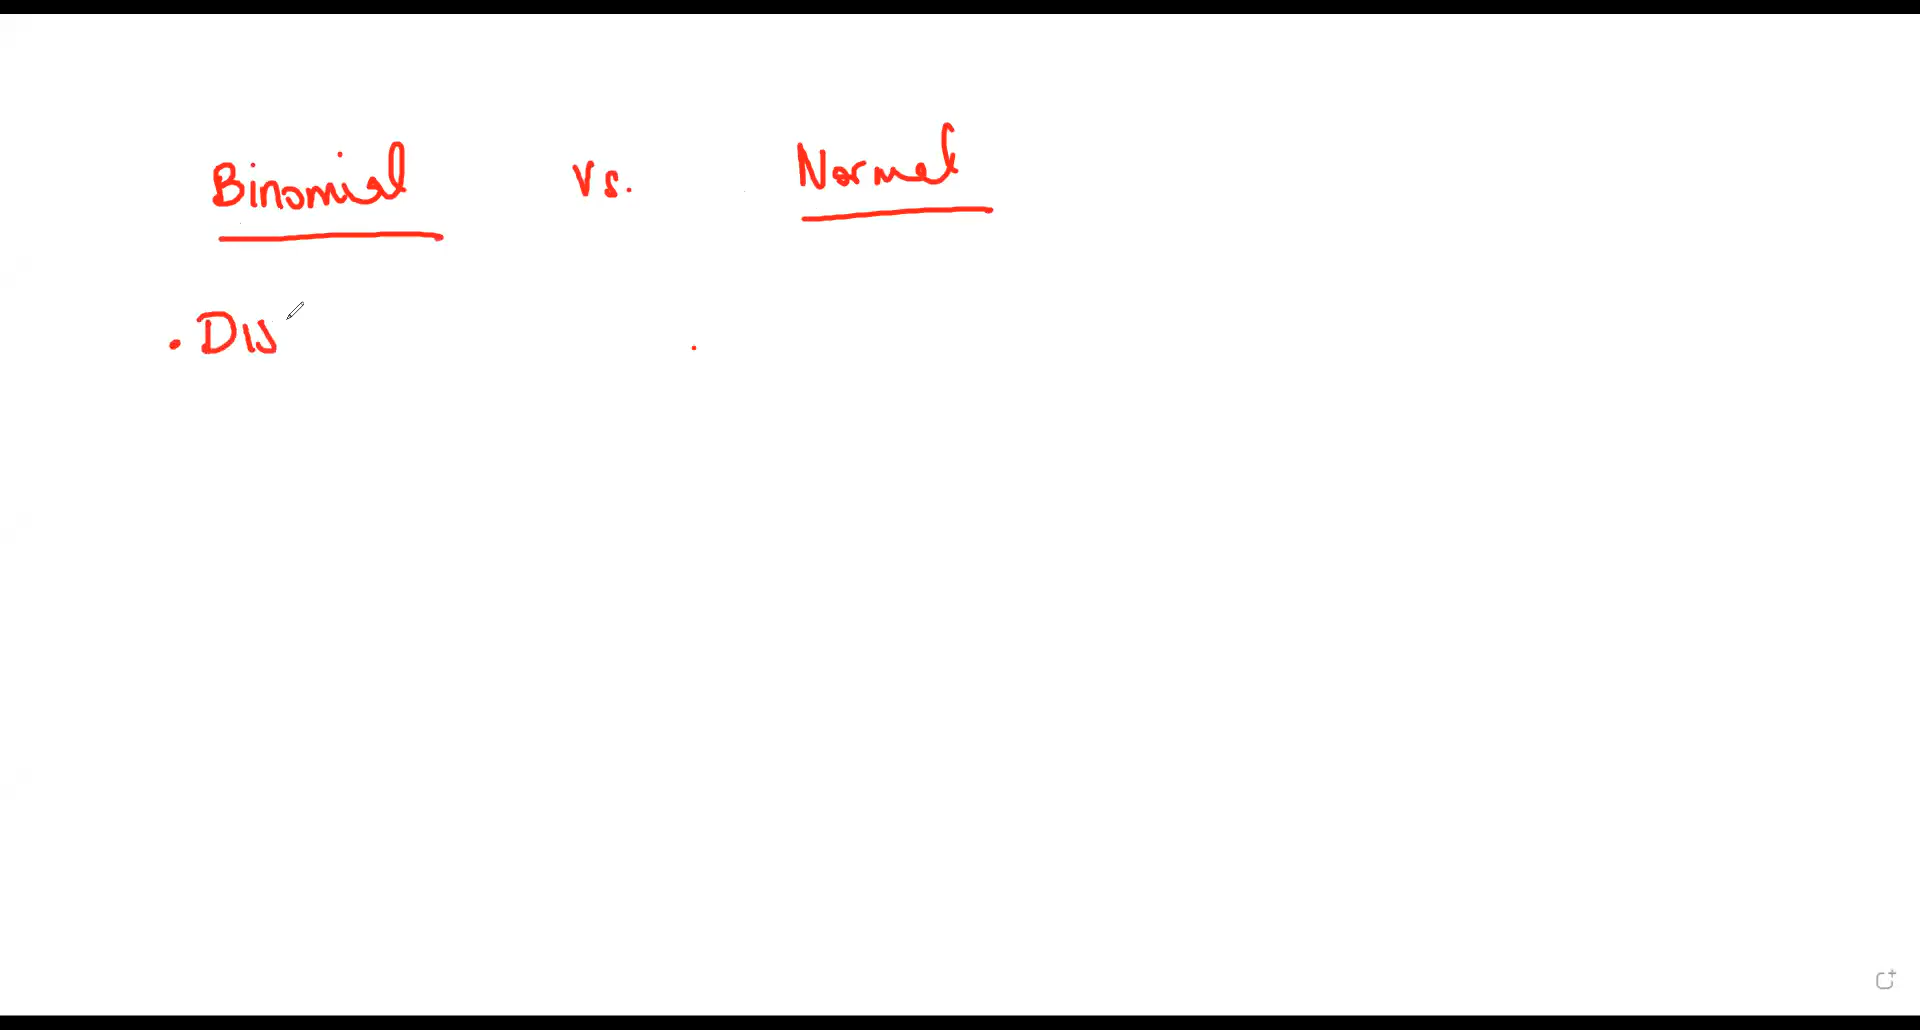 Binomial vs. Normal
. Dis .